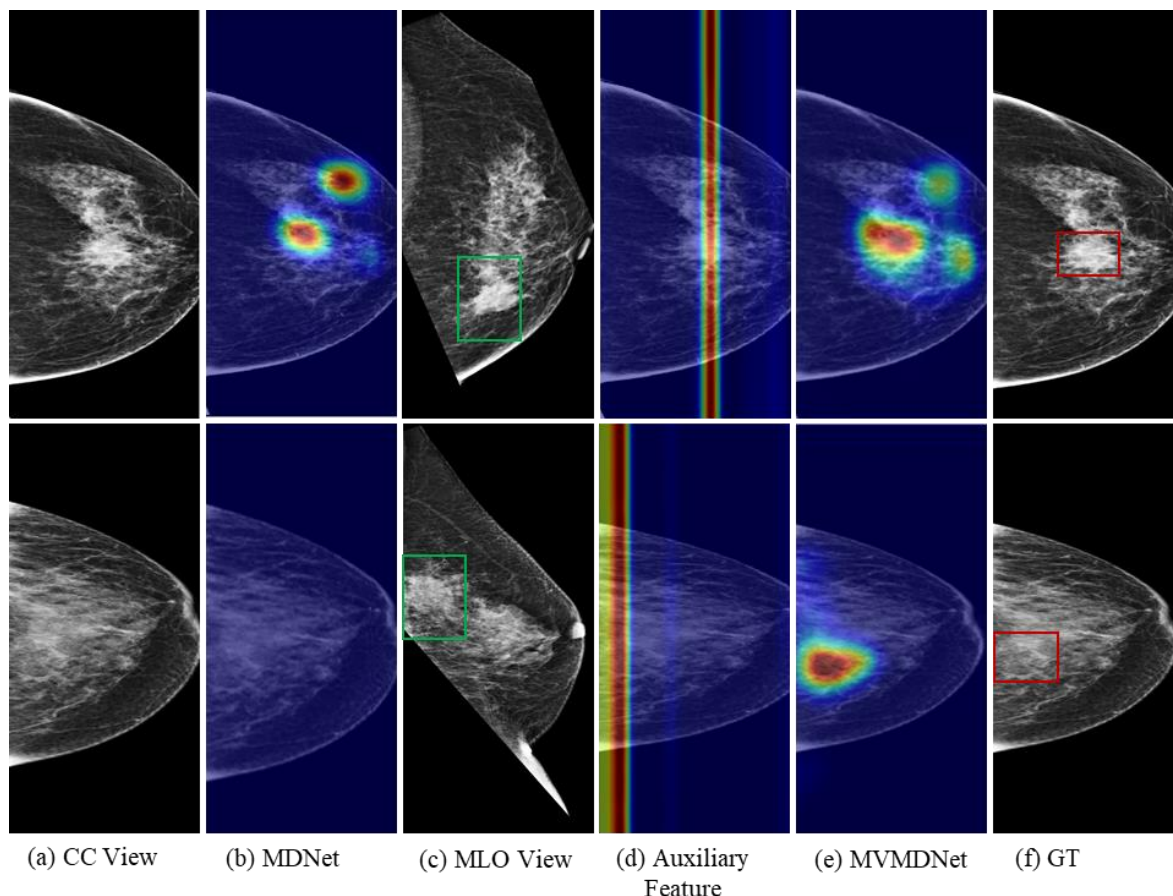 (a) CC View
(b) MDNet
(c) MLO View
(d) Auxiliary
Feature
(e) MVMDNet
(f) GT